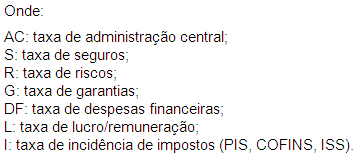 Onde:
AC: taxa de administração central;
S: taxa de seguros;
R: taxa de riscos;
G: taxa de garantias;
DF: taxa de despesas financeiras;
L: taxa de lucro/remuneração;
I: taxa de incidência de impostos (PIS, COFINS, ISS).